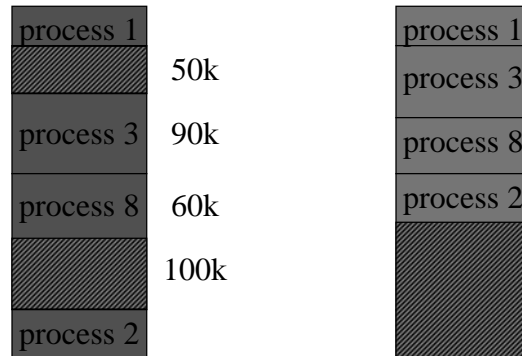 process 1
50k
process 3
90k
process 8
60k
100k
process 2
process 1
process 3
process 8
process 2